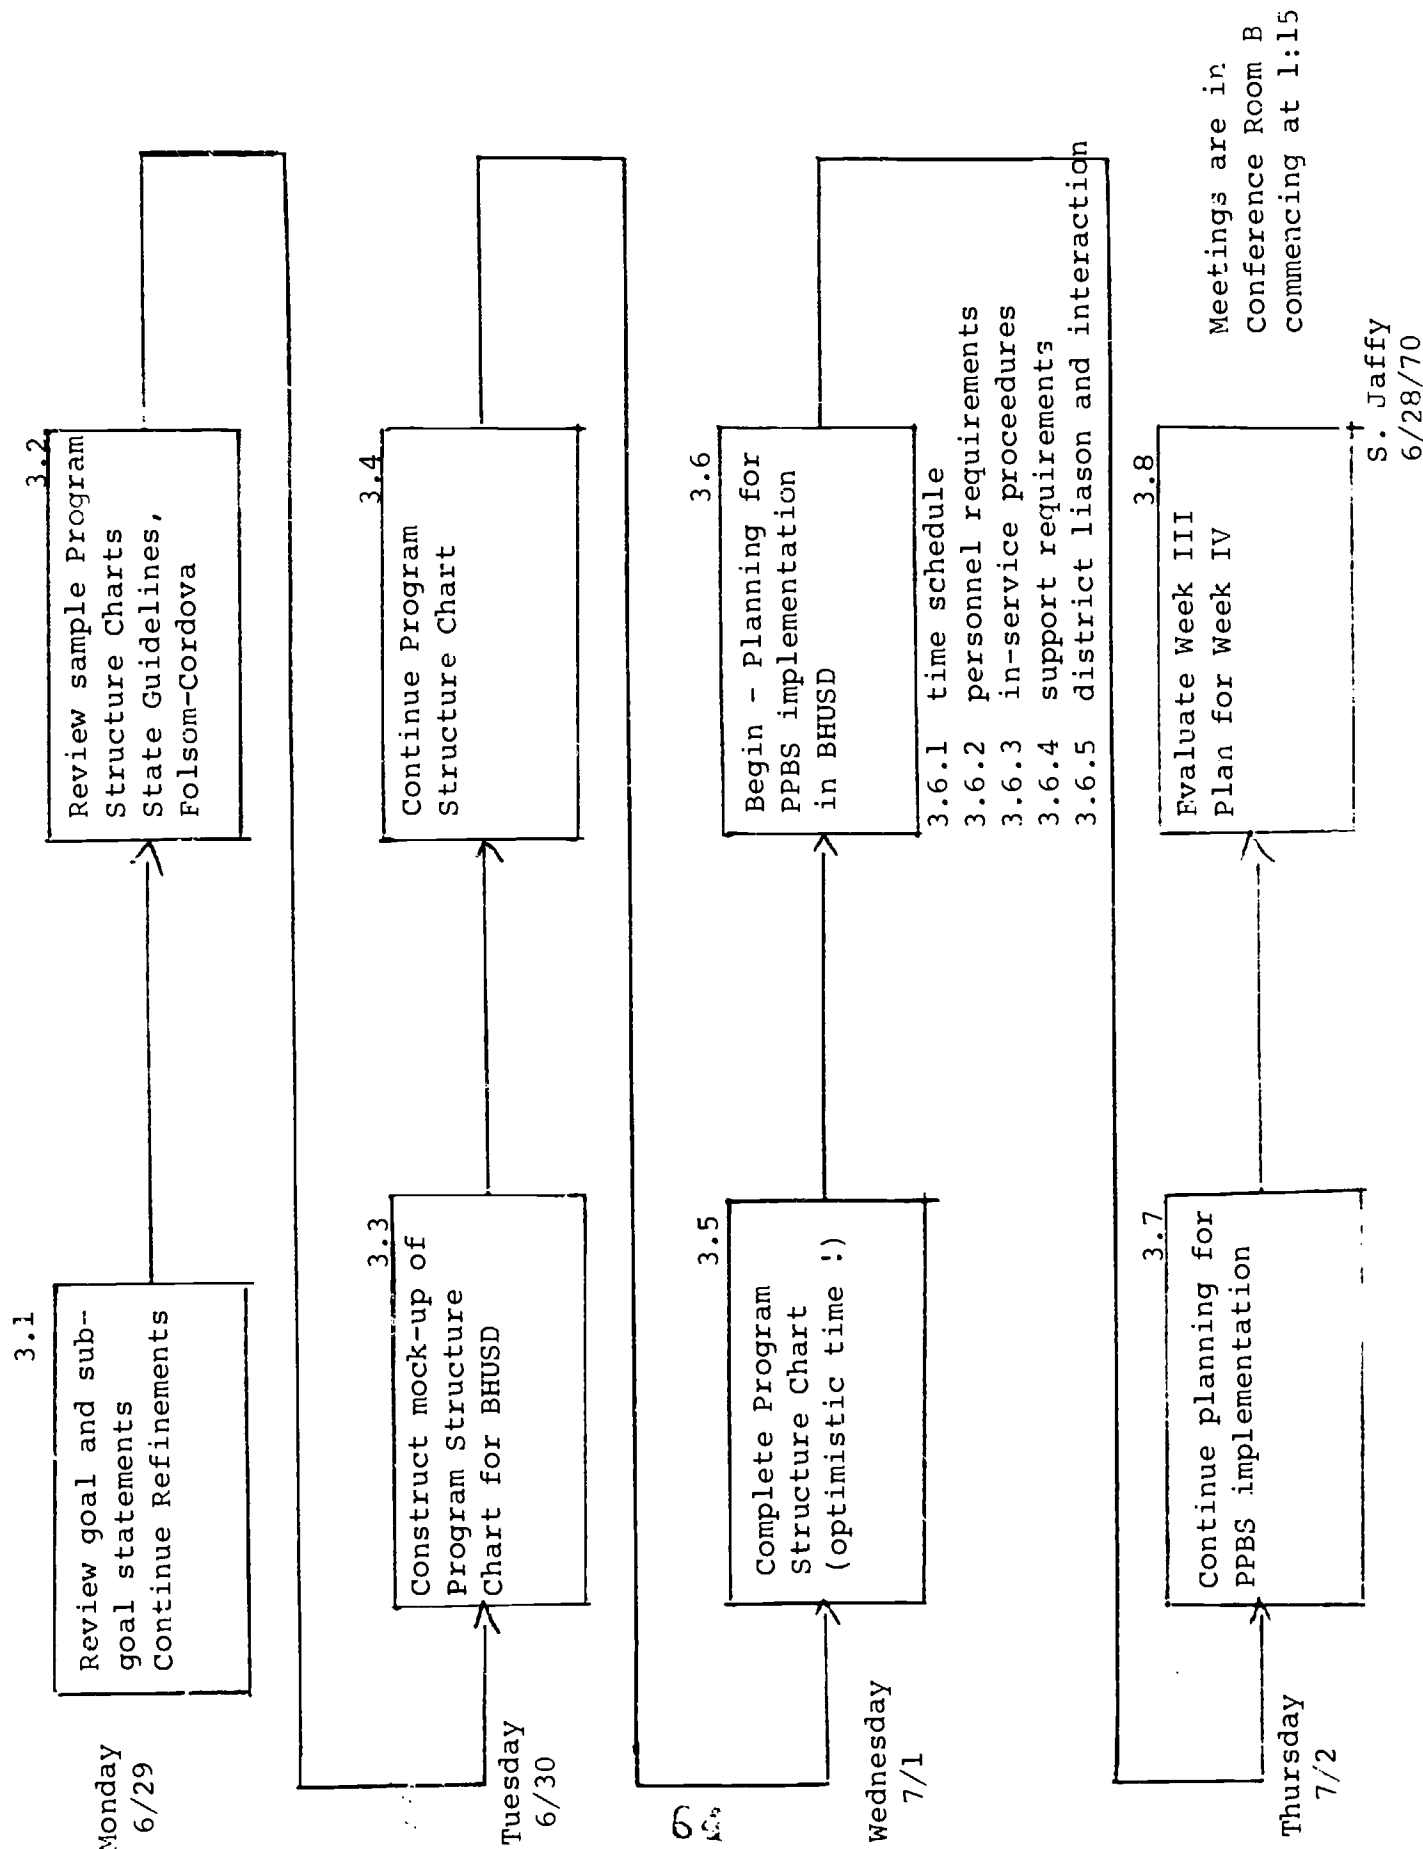 Monday
6/29
3.1
Review goal and sub-
goal statements
Continue Refinements
3.2
Review sample Program
Structure Charts
State Guidelines,
Folsom-Cordova
Tuesday
6/30
3.3
Construct mock-up of
Program Structure
Chart for BHUSD
3.4
Continue Program
Structure Chart
Wednesday
7/1
3.5
Complete Program
Structure Chart
(optimistic time !)
3.6
Begin - Planning for
PPBS implementation
in BHUSD
3.6.1 time schedule
3.6.2 personnel requirements
3.6.3 in-service proceedures
3.6.4 support requirements
3.6.5 district liason and interaction
Thursday
7/2
3.7
Continue planning for
PPBS implementation
3.8
Evaluate Week III
Plan for Week IV
Meetings are in
Conference Room B
commencing at 1:15
S. Jaffy
6/28/70